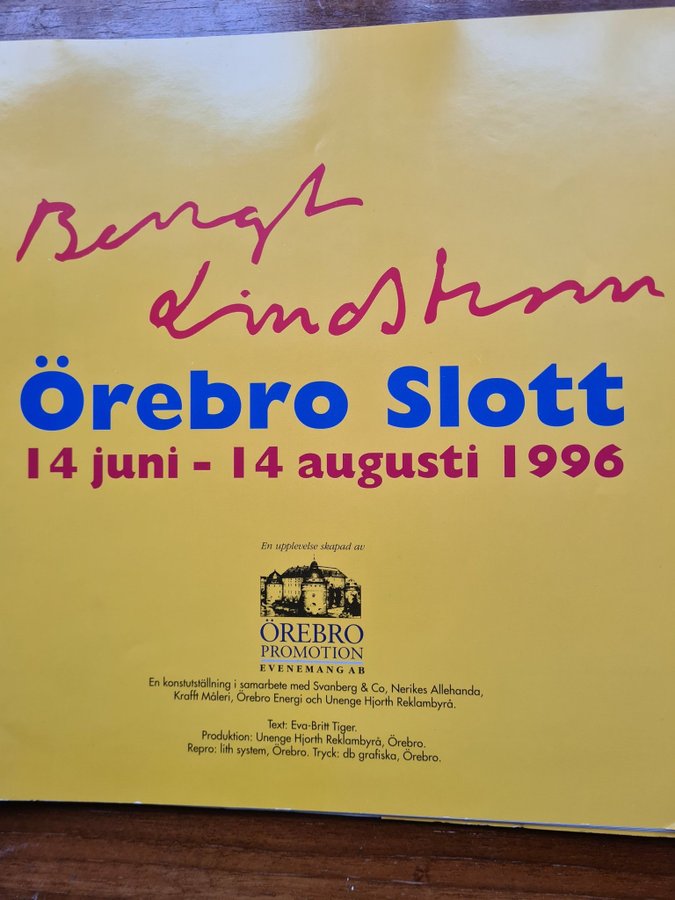 Bengt
Lindström
Örebro Slott
14 juni - 14 augusti 1996
En upplevelse skapad av
ÖREBRO
PROMOTION
EVENEMANG AB
En konstutställning i samarbete med Svanberg & Co, Nerikes Allehanda,
Krafft Måleri, Örebro Energi och Unenge Hjorth Reklambyrå.
Text: Eva-Britt Tiger.
Produktion: Unenge Hjorth Reklambyrå, Örebro.
Repro: lith system, Örebro. Tryck: db grafiska, Örebro.